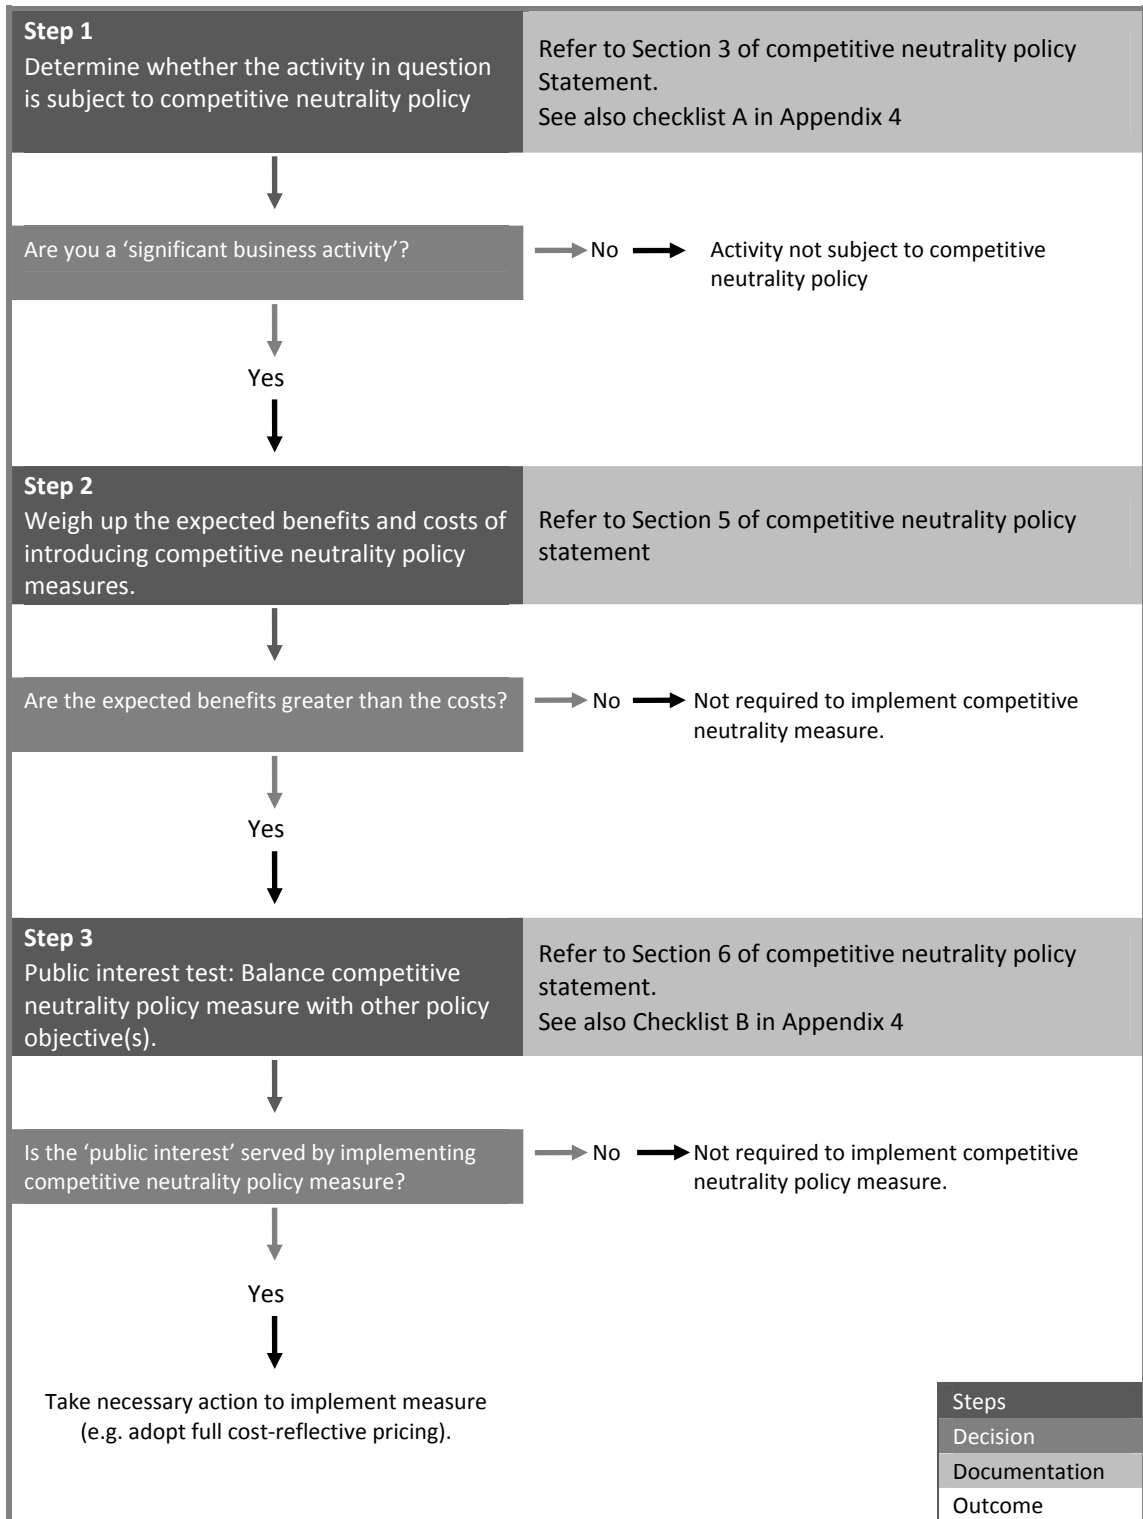 Step 1
Determine whether the activity in question
is subject to competitive neutrality policy
Refer to Section 3 of competitive neutrality policy
Statement.
See also checklist A in Appendix 4
Are you a ‘significant business activity’?
No
Activity not subject to competitive
neutrality policy
Yes
Step 2
Weigh up the expected benefits and costs of
introducing competitive neutrality policy
measures.
Refer to Section 5 of competitive neutrality policy
statement
Are the expected benefits greater than the costs?
No
Not required to implement competitive
neutrality measure.
Yes
Step 3
Public interest test: Balance competitive
neutrality policy measure with other policy
objective(s).
Refer to Section 6 of competitive neutrality policy
statement.
See also Checklist B in Appendix 4
Is the ‘public interest’ served by implementing
competitive neutrality policy measure?
No
Not required to implement competitive
neutrality policy measure.
Yes
Take necessary action to implement measure
(e.g. adopt full cost-reflective pricing).
Steps
Decision
Documentation
Outcome